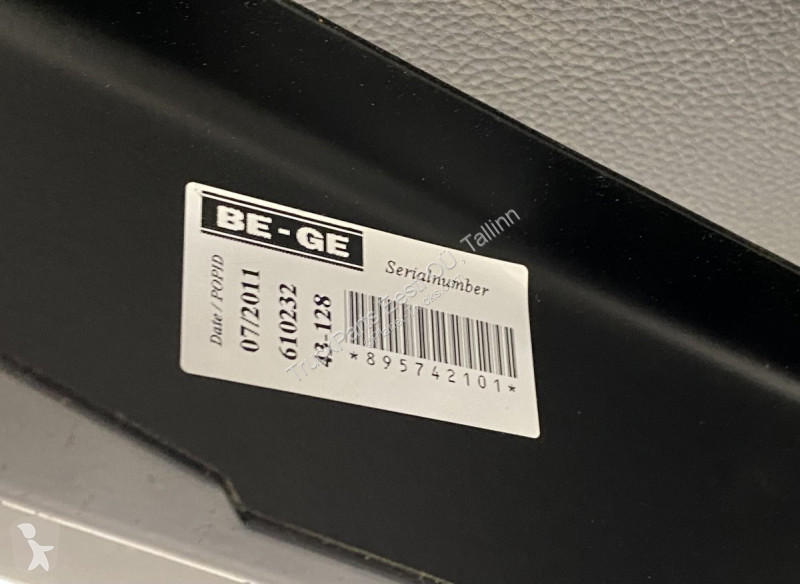 BE-GE
Serialnumber
Date / POPID
07/2011
610232
43-128
*895742101*
Tallinn